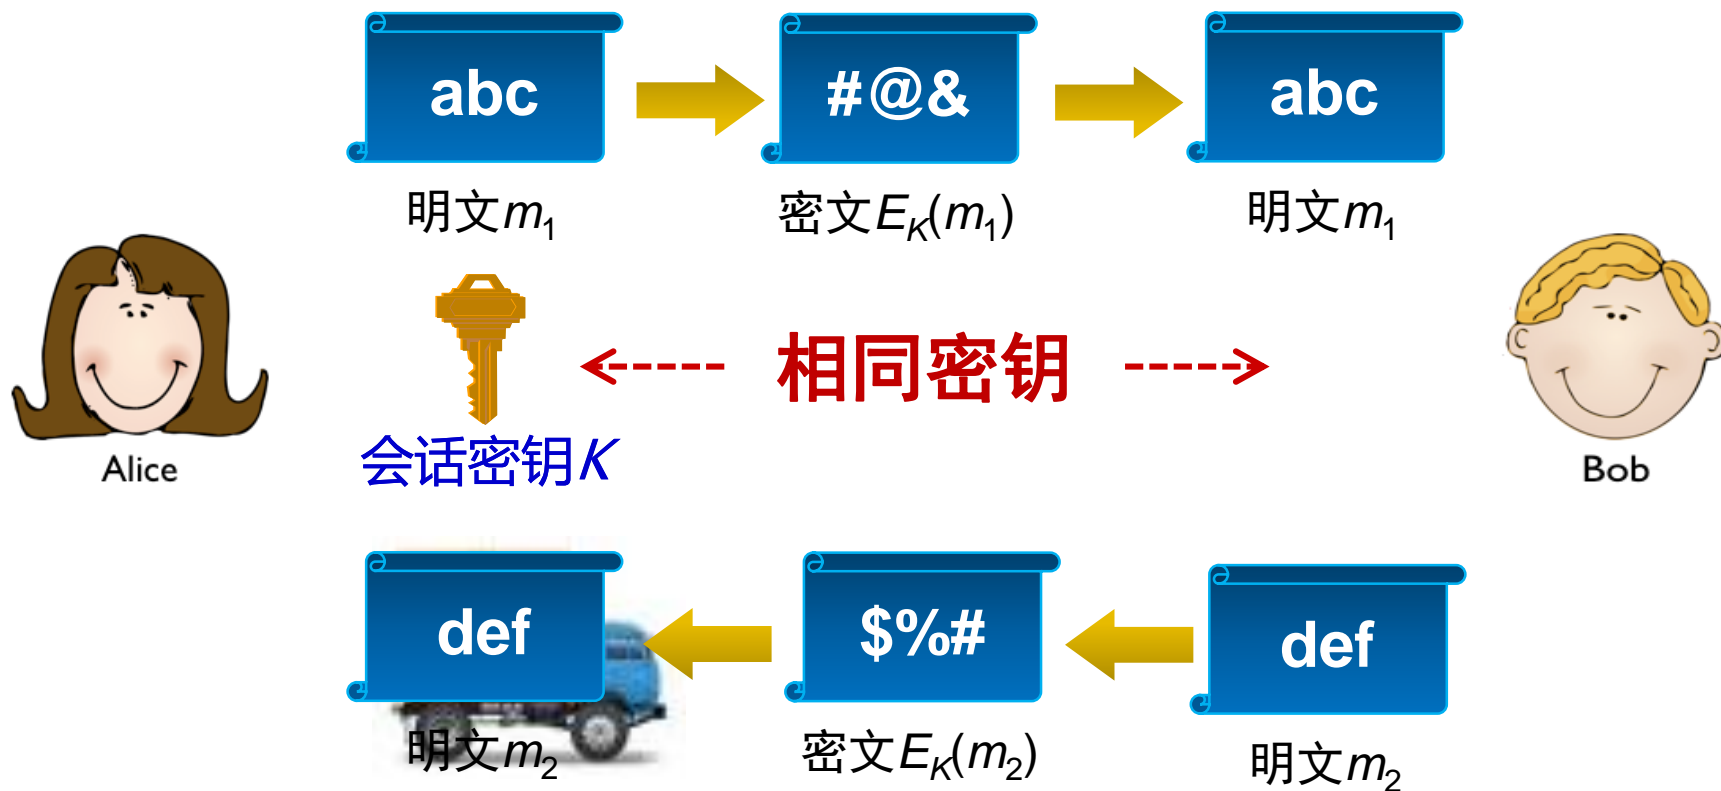 abc
#@&
abc
明文m₁
密文E_K(m₁)
明文m₁
相同密钥
会话密钥K
Alice
Bob
def
$%#
def
明文m₂
密文E_K(m₂)
明文m₂